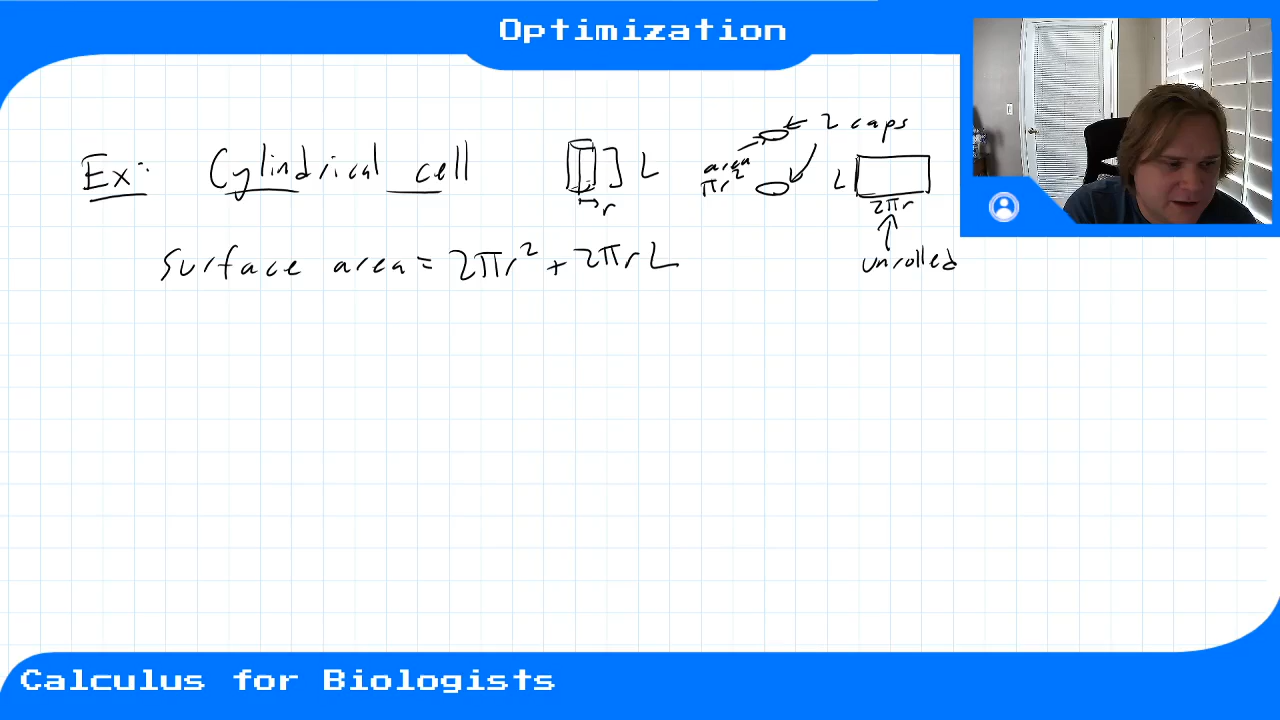 Optimization
Ex: Cylindrical cell
L
r
2 caps
area
πr²
L
2πr
unrolled
surface area = 2πr² + 2πrL
Calculus for Biologists